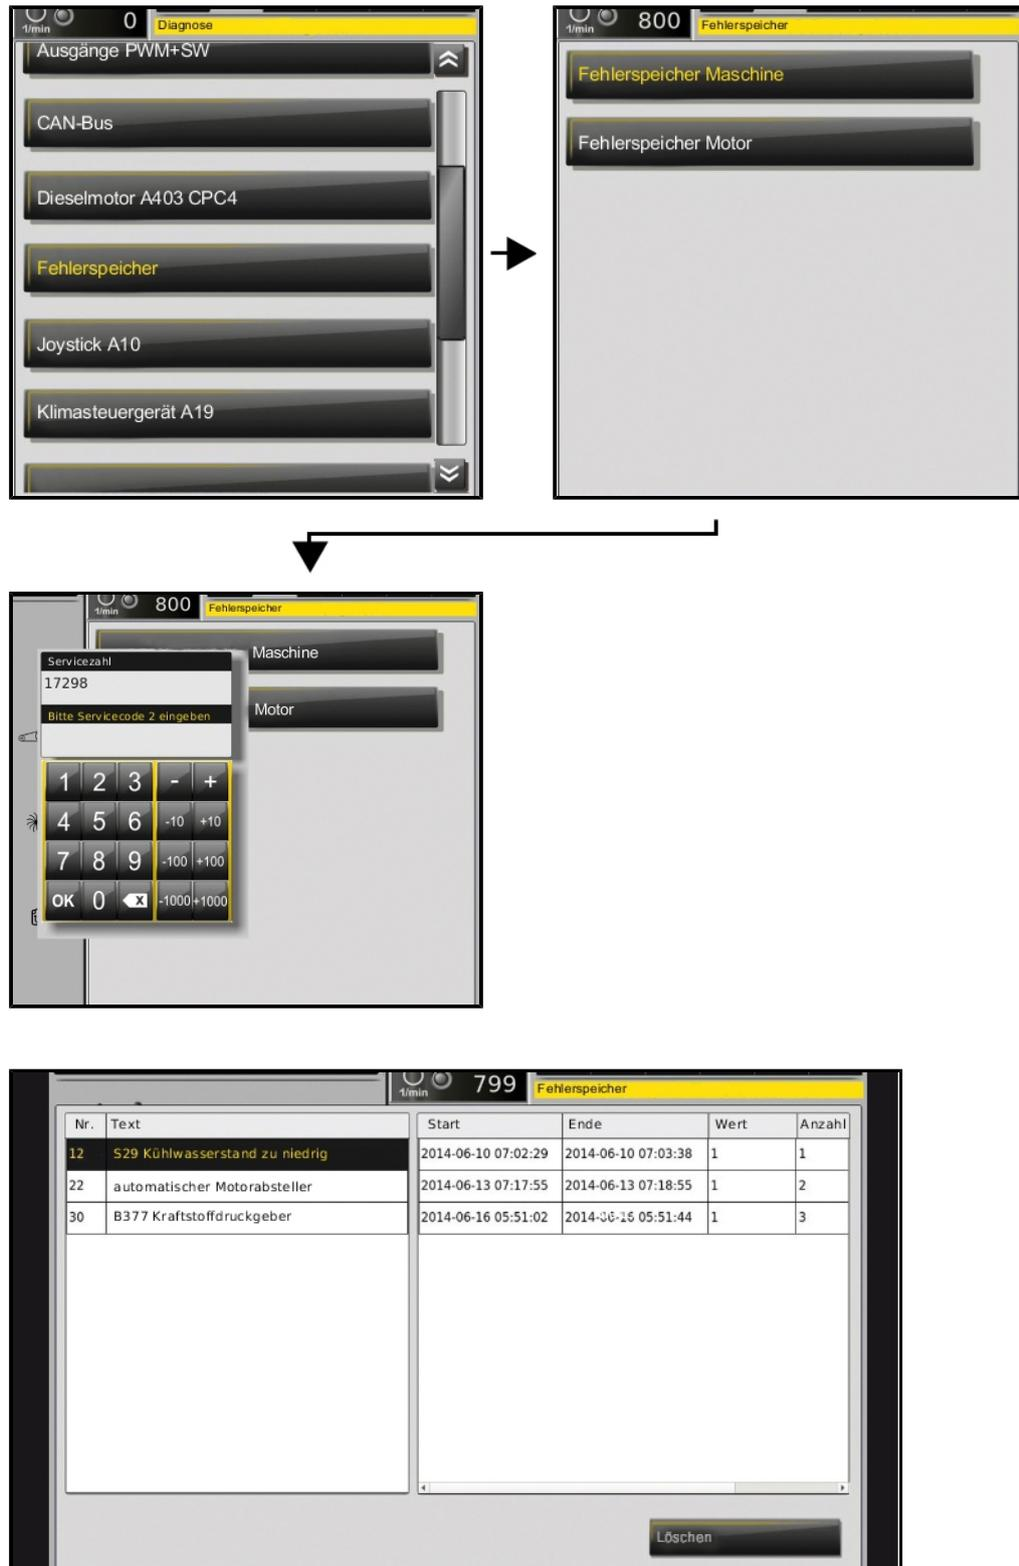 1/min 0 Diagnose
Ausgänge PWM+SW
CAN-Bus
Dieselmotor A403 CPC4
Fehlerspeicher
Joystick A10
Klimasteuergerät A19
1/min 800 Fehlerspeicher
Fehlerspeicher Maschine
Fehlerspeicher Motor
1/min 800 Fehlerspeicher
Maschine
Motor
Servicezahl
17298
Bitte Servicecode 2 eingeben
1 2 3 - +
4 5 6 -10 +10
7 8 9 -100 +100
OK 0 X -1000 +1000
1/min 799 Fehlerspeicher
Nr. Text Start Ende Wert Anzahl
12 S29 Kühlwasserstand zu niedrig 2014-06-10 07:02:29 2014-06-10 07:03:38 1 1
22 automatischer Motorabsteller 2014-06-13 07:17:55 2014-06-13 07:18:55 1 2
30 B377 Kraftstoffdruckgeber 2014-06-16 05:51:02 2014-06-16 05:51:44 1 3
Löschen